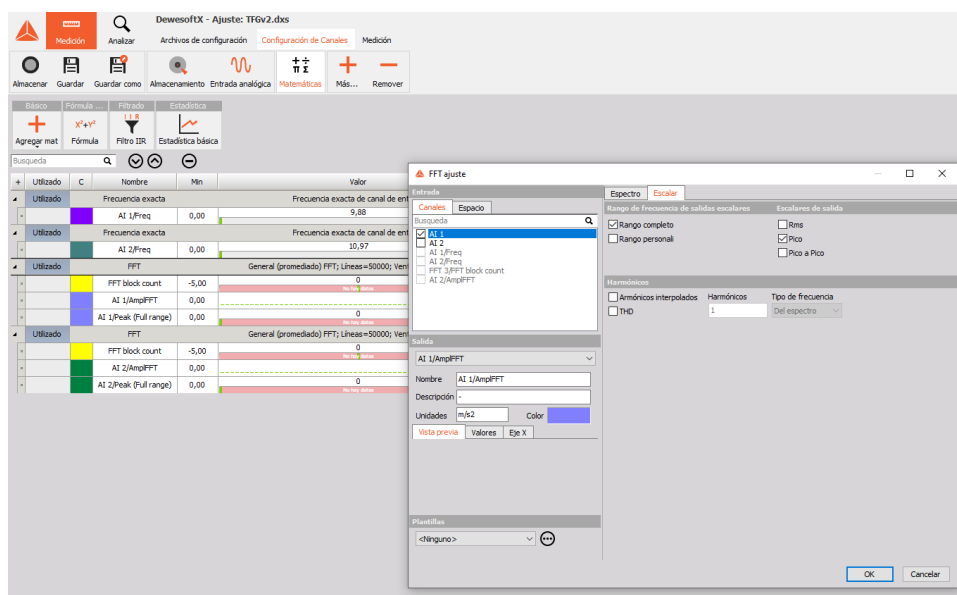 DewesoftX - Ajuste: TFGv2.dxs
Medición Analizar Archivos de configuración Configuración de Canales Medición
Almacenar Guardar Guardar como Almacenamiento Entrada analógica Matemáticas Más... Remover
Básico Fórmula ... Filtrado Estadística
Agregar mat Fórmula Filtro IIR Estadística básica
Busqueda
+ Utilizado C Nombre Min Valor
Utilizado Frecuencia exacta Frecuencia exacta de canal de ent
AI 1/Freq 0,00 9,88
Utilizado Frecuencia exacta Frecuencia exacta de canal de ent
AI 2/Freq 0,00 10,97
Utilizado FFT General (promediado) FFT; Líneas=50000; Vent
FFT block count -5,00 0
No hay datos
AI 1/AmplFFT 0,00
AI 1/Peak (Full range) 0,00 0
No hay datos
Utilizado FFT General (promediado) FFT; Líneas=50000; Vent
FFT block count -5,00 0
No hay datos
AI 2/AmplFFT 0,00
AI 2/Peak (Full range) 0,00 0
No hay datos
FFT ajuste
Entrada
Canales Espacio
Busqueda
AI 1
AI 2
AI 1/Freq
AI 2/Freq
FFT 3/FFT block count
AI 2/AmplFFT
Salida
AI 1/AmplFFT
Nombre AI 1/AmplFFT
Descripción -
Unidades m/s2 Color
Vista previa Valores Eje X
Plantillas
<Ninguno>
Espectro Escalar
Rango de frecuencia de salidas escalares Escalares de salida
Rango completo Rms
Rango personali Pico
Pico a Pico
Harmónicos
Armónicos interpolados Harmónicos Tipo de frecuencia
THD 1 Del espectro
OK Cancelar